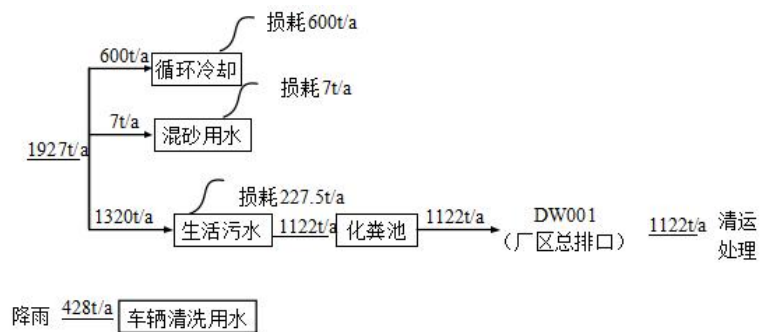 损耗600t/a
600t/a
循环冷却
损耗7t/a
7t/a
混砂用水
1927t/a
损耗227.5t/a
1320t/a
生活污水
1122t/a
化粪池
1122t/a
DW001
(厂区总排口)
1122t/a
清运
处理
降雨
428t/a
车辆清洗用水